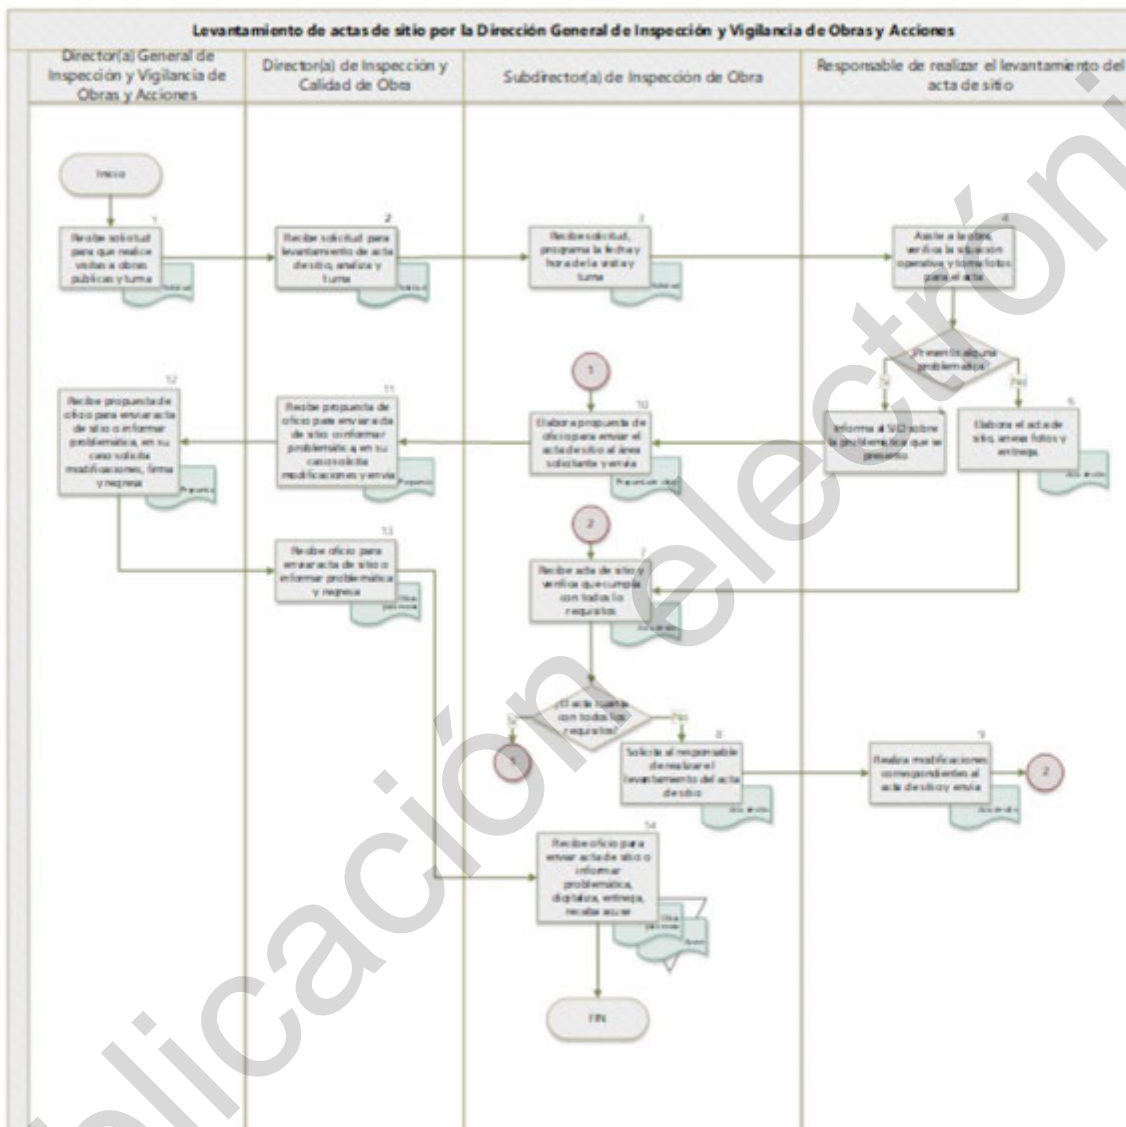 Levantamiento de actas de sitio por la Dirección General de Inspección y Vigilancia de Obras y Acciones
Director(a) General de
Inspección y Vigilancia de
Obras y Acciones
Director(a) de Inspección y
Calidad de Obra
Subdirector(a) de Inspección de Obra
Responsable de realizar el levantamiento del
acta de sitio
Inicio
1
Recibe solicitud
para que realice
visitas a obras
públicas y turna
2
Recibe solicitud para
levantamiento de acta
de sitio, analiza y
turna
3
Recibe solicitud,
programa la fecha y
hora de la visita y
turna
4
Asiste a la obra,
verifica la situación
operativa y toma fotos
para el acta
¿Presento alguna
problemática?
Si
No
12
Recibe propuesta de
oficio para enviar acta
de sitio o informar
problemática, en su
caso solicita
modificaciones, firma
y regresa
Propuesta
11
Recibe propuesta de
oficio para enviar acta
de sitio o informar
problemática, en su
caso solicita
modificaciones y envía
Propuesta
1
10
Elabora propuesta de
oficio para enviar el
acta de sitio al área
solicitante y envía
Informa al SIO sobre
la problemática que se
presento
6
Elabora el acta de
sitio, anexa fotos y
entrega
2
13
Recibe oficio para
enviar acta de sitio o
informar problemática
y regresa
7
Recibe acta de sitio y
verifica que cumpla
con todos lo
requisitos
¿El acta cuenta
con todos los
requisitos?
Si
No
1
8
Solicita al responsable
de realizar el
levantamiento del acta
de sitio
9
Realiza modificaciones
correspondientes al
acta de sitio y envía
2
14
Recibe oficio para
enviar acta de sitio o
informar
problemática,
digitaliza, entrega,
recaba acuse
FIN
plicación electróni